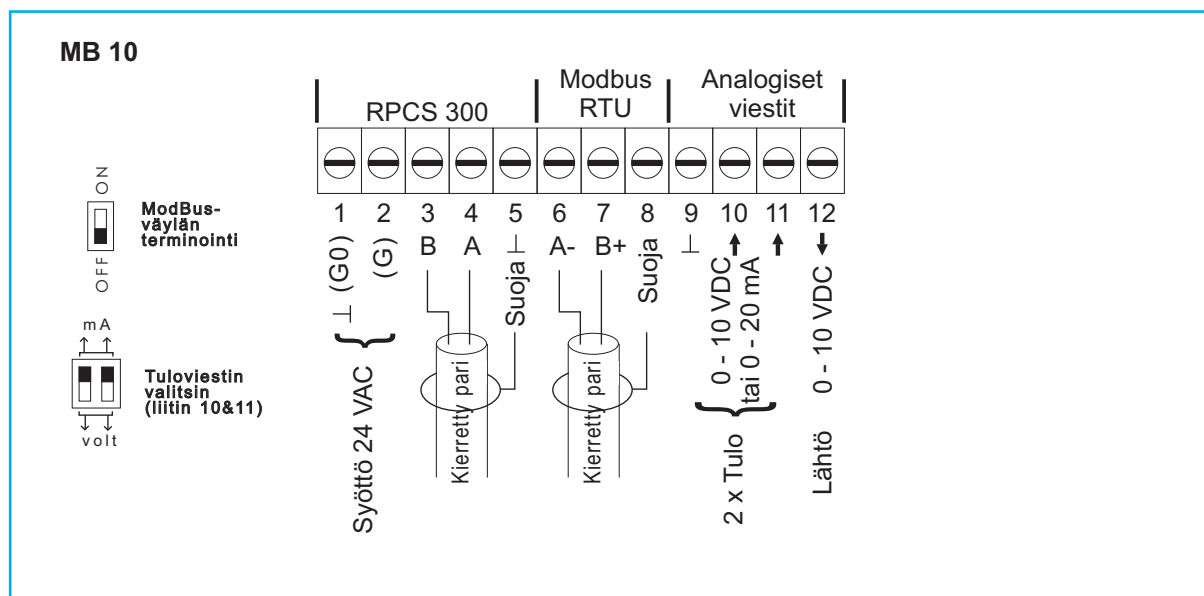 MB 10
RPCS 300
Modbus
RTU
Analogiset
viestit
1 2 3 4 5 6 7 8 9 10 11 12
⊥ (G0)
(G)
B
A
Suoja ⊥
A-
B+
Suoja
⊥
0 - 10 VDC
tai 0 - 20 mA
0 - 10 VDC
Syöttö 24 VAC
Kierretty pari
Kierretty pari
2 x Tulo
Lähtö
ON
OFF
ModBus-
väylän
terminointi
mA
volt
Tuloviestin
valitsin
(liitin 10&11)